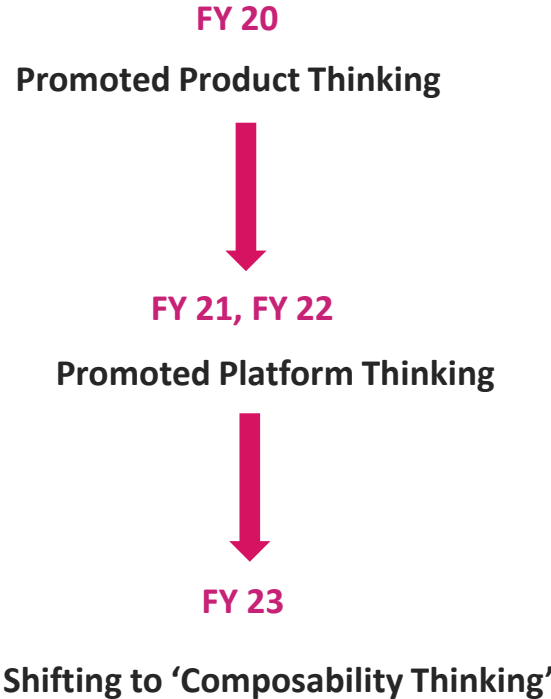 FY 20
Promoted Product Thinking
FY 21, FY 22
Promoted Platform Thinking
FY 23
Shifting to ‘Composability Thinking’